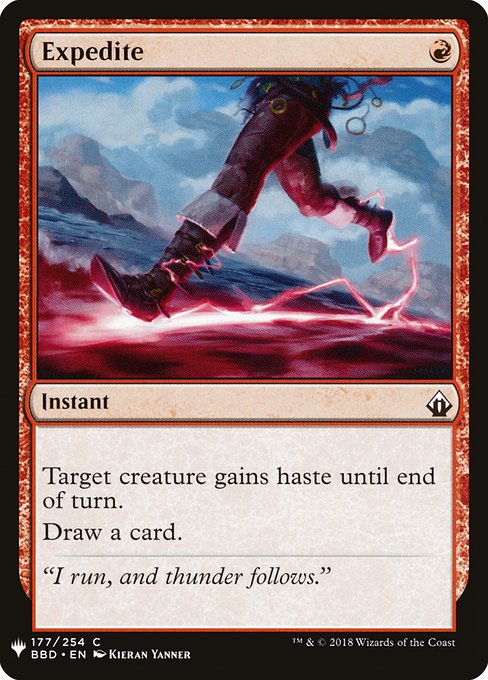 Expedite
Instant
Target creature gains haste until end
of turn.
Draw a card.
“I run, and thunder follows.”
177/254 C
BBD • EN Kieran Yanner
™ & © 2018 Wizards of the Coast